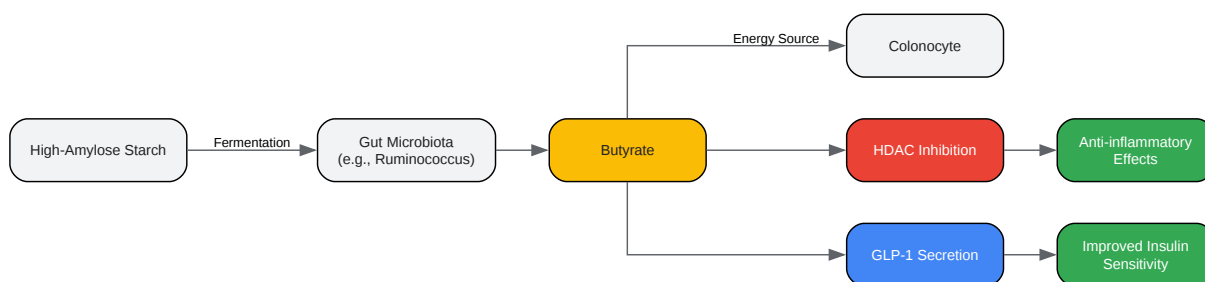 Energy Source
Colonocyte
High-Amylose Starch
Fermentation
Gut Microbiota
(e.g., Ruminococcus)
Butyrate
HDAC Inhibition
Anti-inflammatory
Effects
GLP-1 Secretion
Improved Insulin
Sensitivity